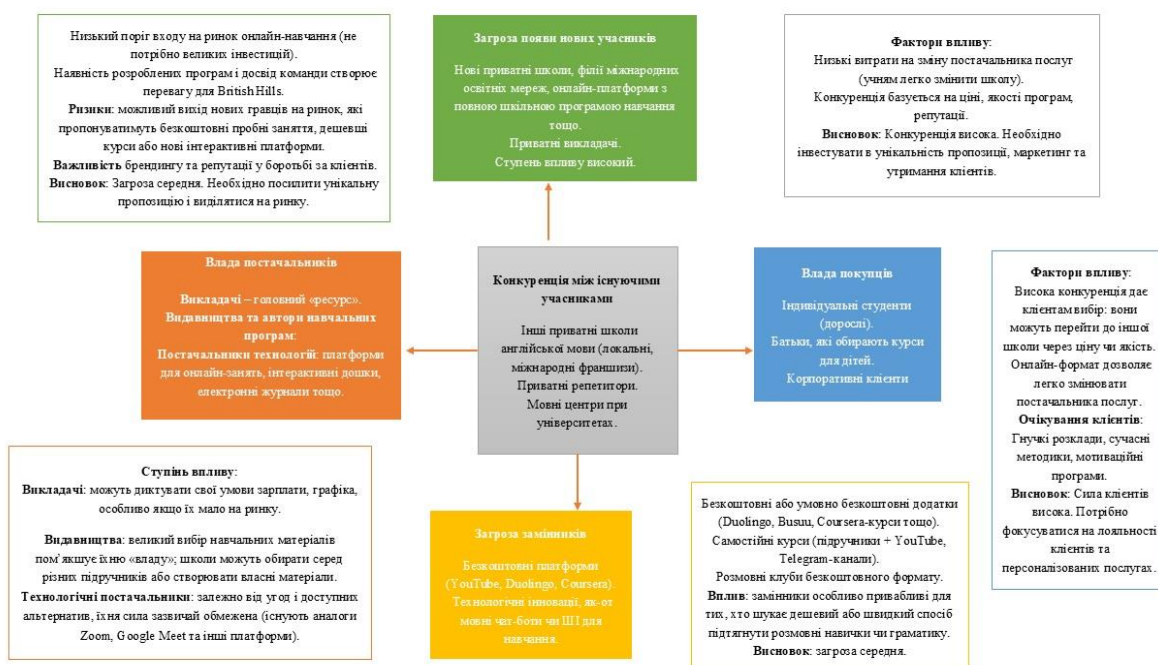 Низький поріг входу на ринок онлайн-навчання (не
потрібно великих інвестицій).
Наявність розроблених програм і досвід команди створює
перевагу для British Hills.
Ризики: можливий вихід нових гравців на ринок, які
пропонуватимуть безкоштовні пробні заняття, дешевші
курси або нові інтерактивні платформи.
Важливість брендингу та репутації у боротьбі за клієнтів.
Висновок: Загроза середня. Необхідно посилити унікальну
пропозицію і виділятися на ринку.
Загроза появи нових учасників
Нові приватні школи, філії міжнародних
освітніх мереж, онлайн-платформи з
повною шкільною програмою навчання
тощо.
Приватні викладачі.
Ступень впливу високий.
Фактори впливу:
Низькі витрати на зміну постачальника послуг
(учням легко змінити школу).
Конкуренція базується на ціні, якості програм,
репутації.
Висновок: Конкуренція висока. Необхідно
інвестувати в унікальність пропозиції, маркетинг та
утримання клієнтів.
Влада постачальників
Викладачі – головний «ресурс».
Видавництва та автори навчальних
програм:
Постачальники технологій: платформи
для онлайн-занять, інтерактивні дошки,
електронні журнали тощо.
Конкуренція між існуючими
учасниками
Інші приватні школи
англійської мови (локальні,
міжнародні франшизи).
Приватні репетитори.
Мовні центри при
університетах.
Влада покупців
Індивідуальні студенти
(дорослі).
Батьки, які обирають курси
для дітей.
Корпоративні клієнти
Фактори впливу:
Висока конкуренція дає
клієнтам вибір: вони
можуть перейти до іншої
школи через ціну чи якість.
Онлайн-формат дозволяє
легко змінювати
постачальника послуг.
Очікування клієнтів:
Гнучкі розклади, сучасні
методики, мотиваційні
програми.
Висновок: Сила клієнтів
висока. Потрібно
фокусуватися на лояльності
клієнтів та
персоналізованих послугах.
Ступінь впливу:
Викладачі: можуть диктувати свої умови зарплати, графіка,
особливо якщо їх мало на ринку.
Видавництва: великий вибір навчальних матеріалів
пом’якшує їхню «владу»; школи можуть обирати серед
різних підручників або створювати власні матеріали.
Технологічні постачальники: залежно від угод і доступних
альтернатив, їхня сила зазвичай обмежена (існують аналоги
Zoom, Google Meet та інші платформи).
Загроза замінників
Безкоштовні платформи
(YouTube, Duolingo, Coursera).
Технологічні інновації, як-от
мовні чат-боти чи ШІ для
навчання.
Безкоштовні або умовно безкоштовні додатки
(Duolingo, Busuu, Coursera-курси тощо).
Самостійні курси (підручники + YouTube,
Telegram-канали).
Розмовні клуби безкоштовного формату.
Вплив: замінники особливо привабливі для
тих, хто шукає дешевий або швидкий спосіб
підтягнути розмовні навички чи граматику.
Висновок: загроза середня.